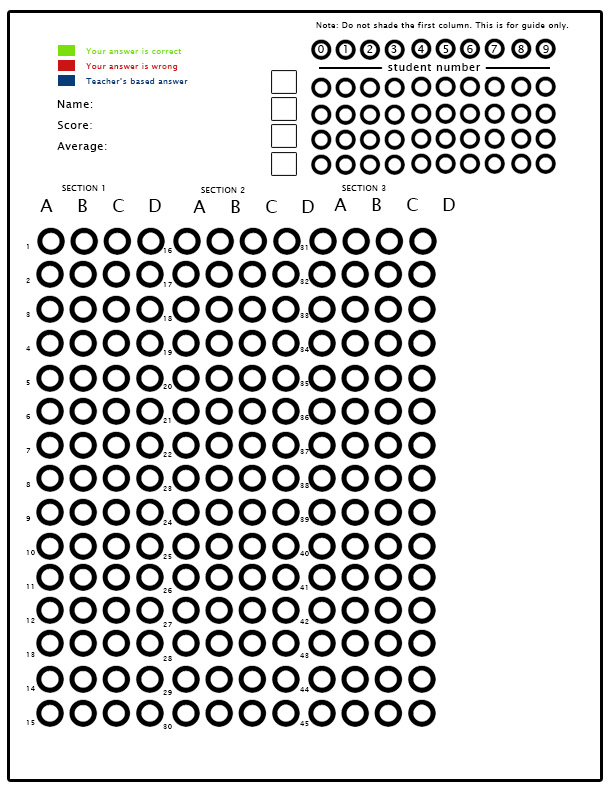 Note: Do not shade the first column. This is for guide only.
0 1 2 3 4 5 6 7 8 9
student number
Your answer is correct
Your answer is wrong
Teacher's based answer
Name:
Score:
Average:
SECTION 1 SECTION 2 SECTION 3
A B C D A B C D A B C D
1 16 31
2 17 32
3 18 33
4 19 34
5 20 35
6 21 36
7 22 37
8 23 38
9 24 39
10 25 40
11 26 41
12 27 42
13 28 43
14 29 44
15 30 45